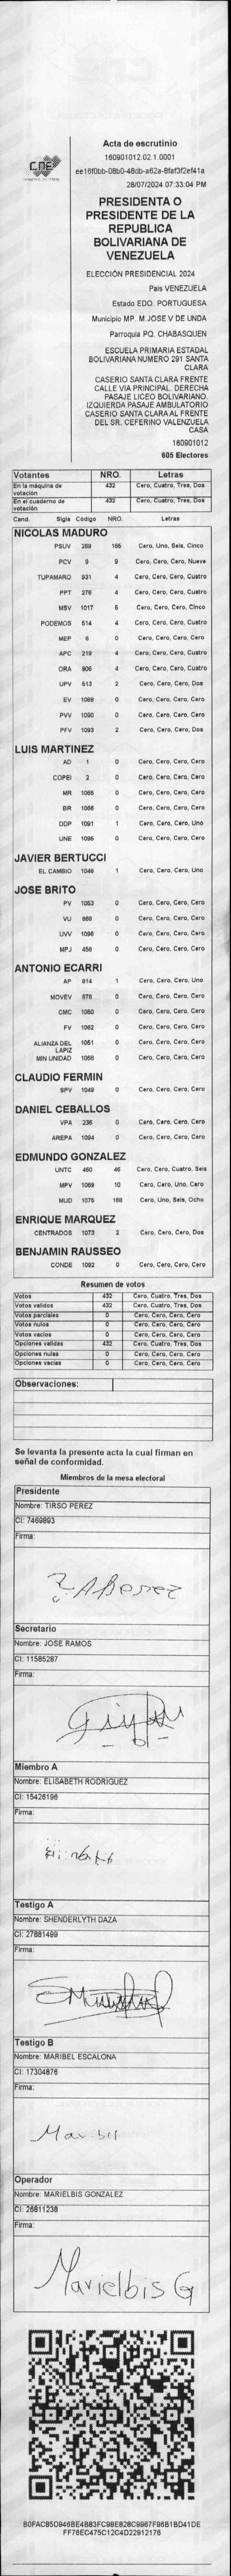 CNE
Acta de escrutinio
160901012.02.1.0001
ee16f0bb-08b0-48db-a62a-8faf3f2ef41a
28/07/2024 07:33:04 PM
PRESIDENTA O
PRESIDENTE DE LA
REPUBLICA
BOLIVARIANA DE
VENEZUELA
ELECCIÓN PRESIDENCIAL 2024
Pais VENEZUELA
Estado EDO. PORTUGUESA
Municipio MP. M.JOSE V DE UNDA
Parroquia PQ. CHABASQUEN
ESCUELA PRIMARIA ESTADAL
BOLIVARIANA NUMERO 291 SANTA
CLARA
CASERIO SANTA CLARA FRENTE
CALLE VIA PRINCIPAL. DERECHA
PASAJE LICEO BOLIVARIANO.
IZQUIERDA PASAJE AMBULATORIO
CASERIO SANTA CLARA AL FRENTE
DEL SR. CEFERINO VALENZUELA
CASA
160901012
605 Electores
Votantes NRO. Letras
En la máquina de votación 432 Cero, Cuatro, Tres, Dos
En el cuaderno de votación 432 Cero, Cuatro, Tres, Dos
Cand. Sigla Código NRO. Letras
NICOLAS MADURO
PSUV 269 165 Cero, Uno, Seis, Cinco
PCV 9 9 Cero, Cero, Cero, Nueve
TUPAMARO 931 4 Cero, Cero, Cero, Cuatro
PPT 276 4 Cero, Cero, Cero, Cuatro
MSV 1017 5 Cero, Cero, Cero, Cinco
PODEMOS 514 4 Cero, Cero, Cero, Cuatro
MEP 6 0 Cero, Cero, Cero, Cero
APC 219 4 Cero, Cero, Cero, Cuatro
ORA 906 4 Cero, Cero, Cero, Cuatro
UPV 513 2 Cero, Cero, Cero, Dos
EV 1089 0 Cero, Cero, Cero, Cero
PVV 1090 0 Cero, Cero, Cero, Cero
PFV 1093 2 Cero, Cero, Cero, Dos
LUIS MARTINEZ
AD 1 0 Cero, Cero, Cero, Cero
COPEI 2 0 Cero, Cero, Cero, Cero
MR 1065 0 Cero, Cero, Cero, Cero
BR 1066 0 Cero, Cero, Cero, Cero
DDP 1091 1 Cero, Cero, Cero, Uno
UNE 1095 0 Cero, Cero, Cero, Cero
JAVIER BERTUCCI
EL CAMBIO 1048 1 Cero, Cero, Cero, Uno
JOSE BRITO
PV 1053 0 Cero, Cero, Cero, Cero
VU 868 0 Cero, Cero, Cero, Cero
UVV 1096 0 Cero, Cero, Cero, Cero
MPJ 458 0 Cero, Cero, Cero, Cero
ANTONIO ECARRI
AP 814 1 Cero, Cero, Cero, Uno
MOVEV 878 0 Cero, Cero, Cero, Cero
CMC 1080 0 Cero, Cero, Cero, Cero
FV 1062 0 Cero, Cero, Cero, Cero
ALIANZA DEL LAPIZ 1051 0 Cero, Cero, Cero, Cero
MIN UNIDAD 1058 0 Cero, Cero, Cero, Cero
CLAUDIO FERMIN
SPV 1049 0 Cero, Cero, Cero, Cero
DANIEL CEBALLOS
VPA 236 0 Cero, Cero, Cero, Cero
AREPA 1094 0 Cero, Cero, Cero, Cero
EDMUNDO GONZALEZ
UNTC 460 46 Cero, Cero, Cuatro, Seis
MPV 1069 10 Cero, Cero, Uno, Cero
MUD 1075 168 Cero, Uno, Seis, Ocho
ENRIQUE MARQUEZ
CENTRADOS 1073 2 Cero, Cero, Cero, Dos
BENJAMIN RAUSSEO
CONDE 1092 0 Cero, Cero, Cero, Cero
Resumen de votos
Votos 432 Cero, Cuatro, Tres, Dos
Votos validos 432 Cero, Cuatro, Tres, Dos
Votos parciales 0 Cero, Cero, Cero, Cero
Votos nulos 0 Cero, Cero, Cero, Cero
Votos vacios 0 Cero, Cero, Cero, Cero
Opciones validas 432 Cero, Cuatro, Tres, Dos
Opciones nulas 0 Cero, Cero, Cero, Cero
Opciones vacias 0 Cero, Cero, Cero, Cero
Observaciones:
Se levanta la presente acta la cual firman en
señal de conformidad.
Miembros de la mesa electoral
Presidente
Nombre: TIRSO PEREZ
CI: 7469893
Firma:
Secretario
Nombre: JOSE RAMOS
CI: 11585287
Firma:
Miembro A
Nombre: ELISABETH RODRIGUEZ
CI: 15426196
Firma:
Testigo A
Nombre: SHENDERLYTH DAZA
CI: 27881499
Firma:
Testigo B
Nombre: MARIBEL ESCALONA
CI: 17304876
Firma:
Operador
Nombre: MARIELBIS GONZALEZ
CI: 26811238
Firma:
Marielbis G
B0FAC85D946BE4B83FC98E828C9967F96B1BD41DE
FF76EC475C12C4D22912176